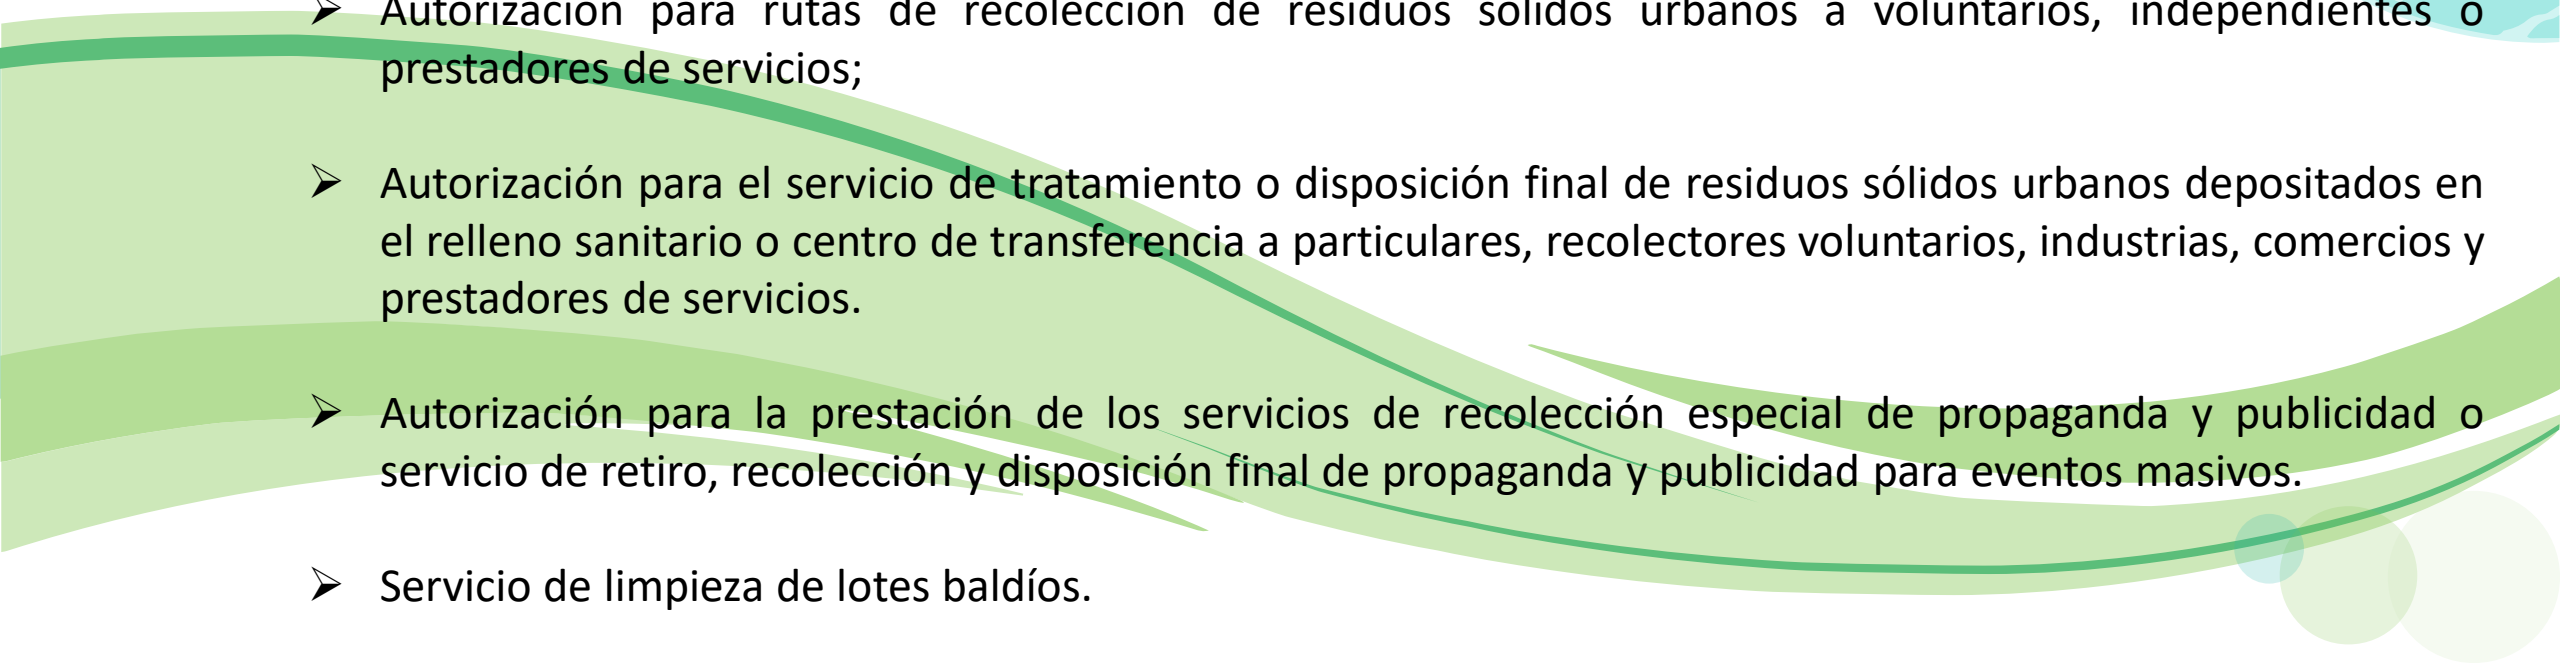 ➢ Autorización para rutas de recolección de residuos sólidos urbanos a voluntarios, independientes o
prestadores de servicios;
➢ Autorización para el servicio de tratamiento o disposición final de residuos sólidos urbanos depositados en
el relleno sanitario o centro de transferencia a particulares, recolectores voluntarios, industrias, comercios y
prestadores de servicios.
➢ Autorización para la prestación de los servicios de recolección especial de propaganda y publicidad o
servicio de retiro, recolección y disposición final de propaganda y publicidad para eventos masivos.
➢ Servicio de limpieza de lotes baldíos.